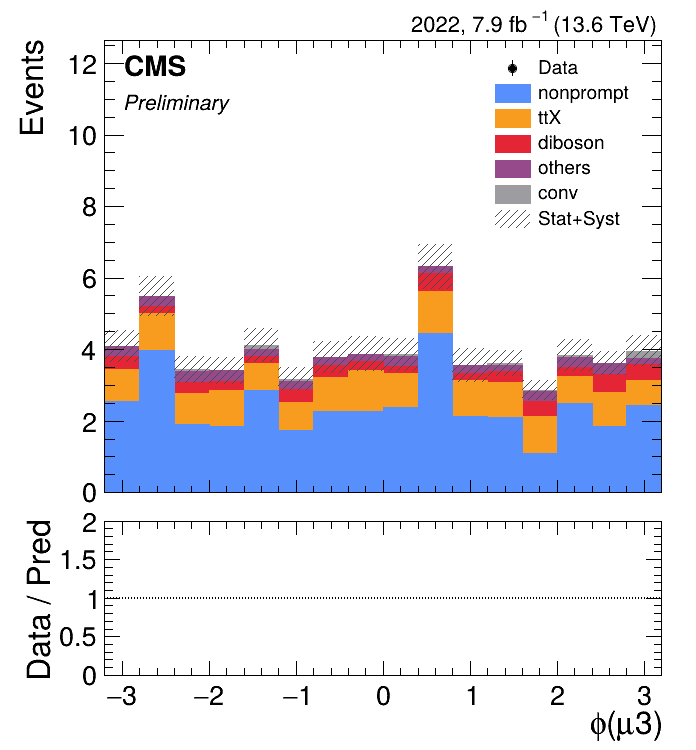 2022, 7.9 fb⁻¹ (13.6 TeV)
CMS
Preliminary
Events
Data
nonprompt
ttX
diboson
others
conv
Stat+Syst
12
10
8
6
4
2
0
Data / Pred
2
1.5
1
0.5
0
−3 −2 −1 0 1 2 3
ϕ(μ3)